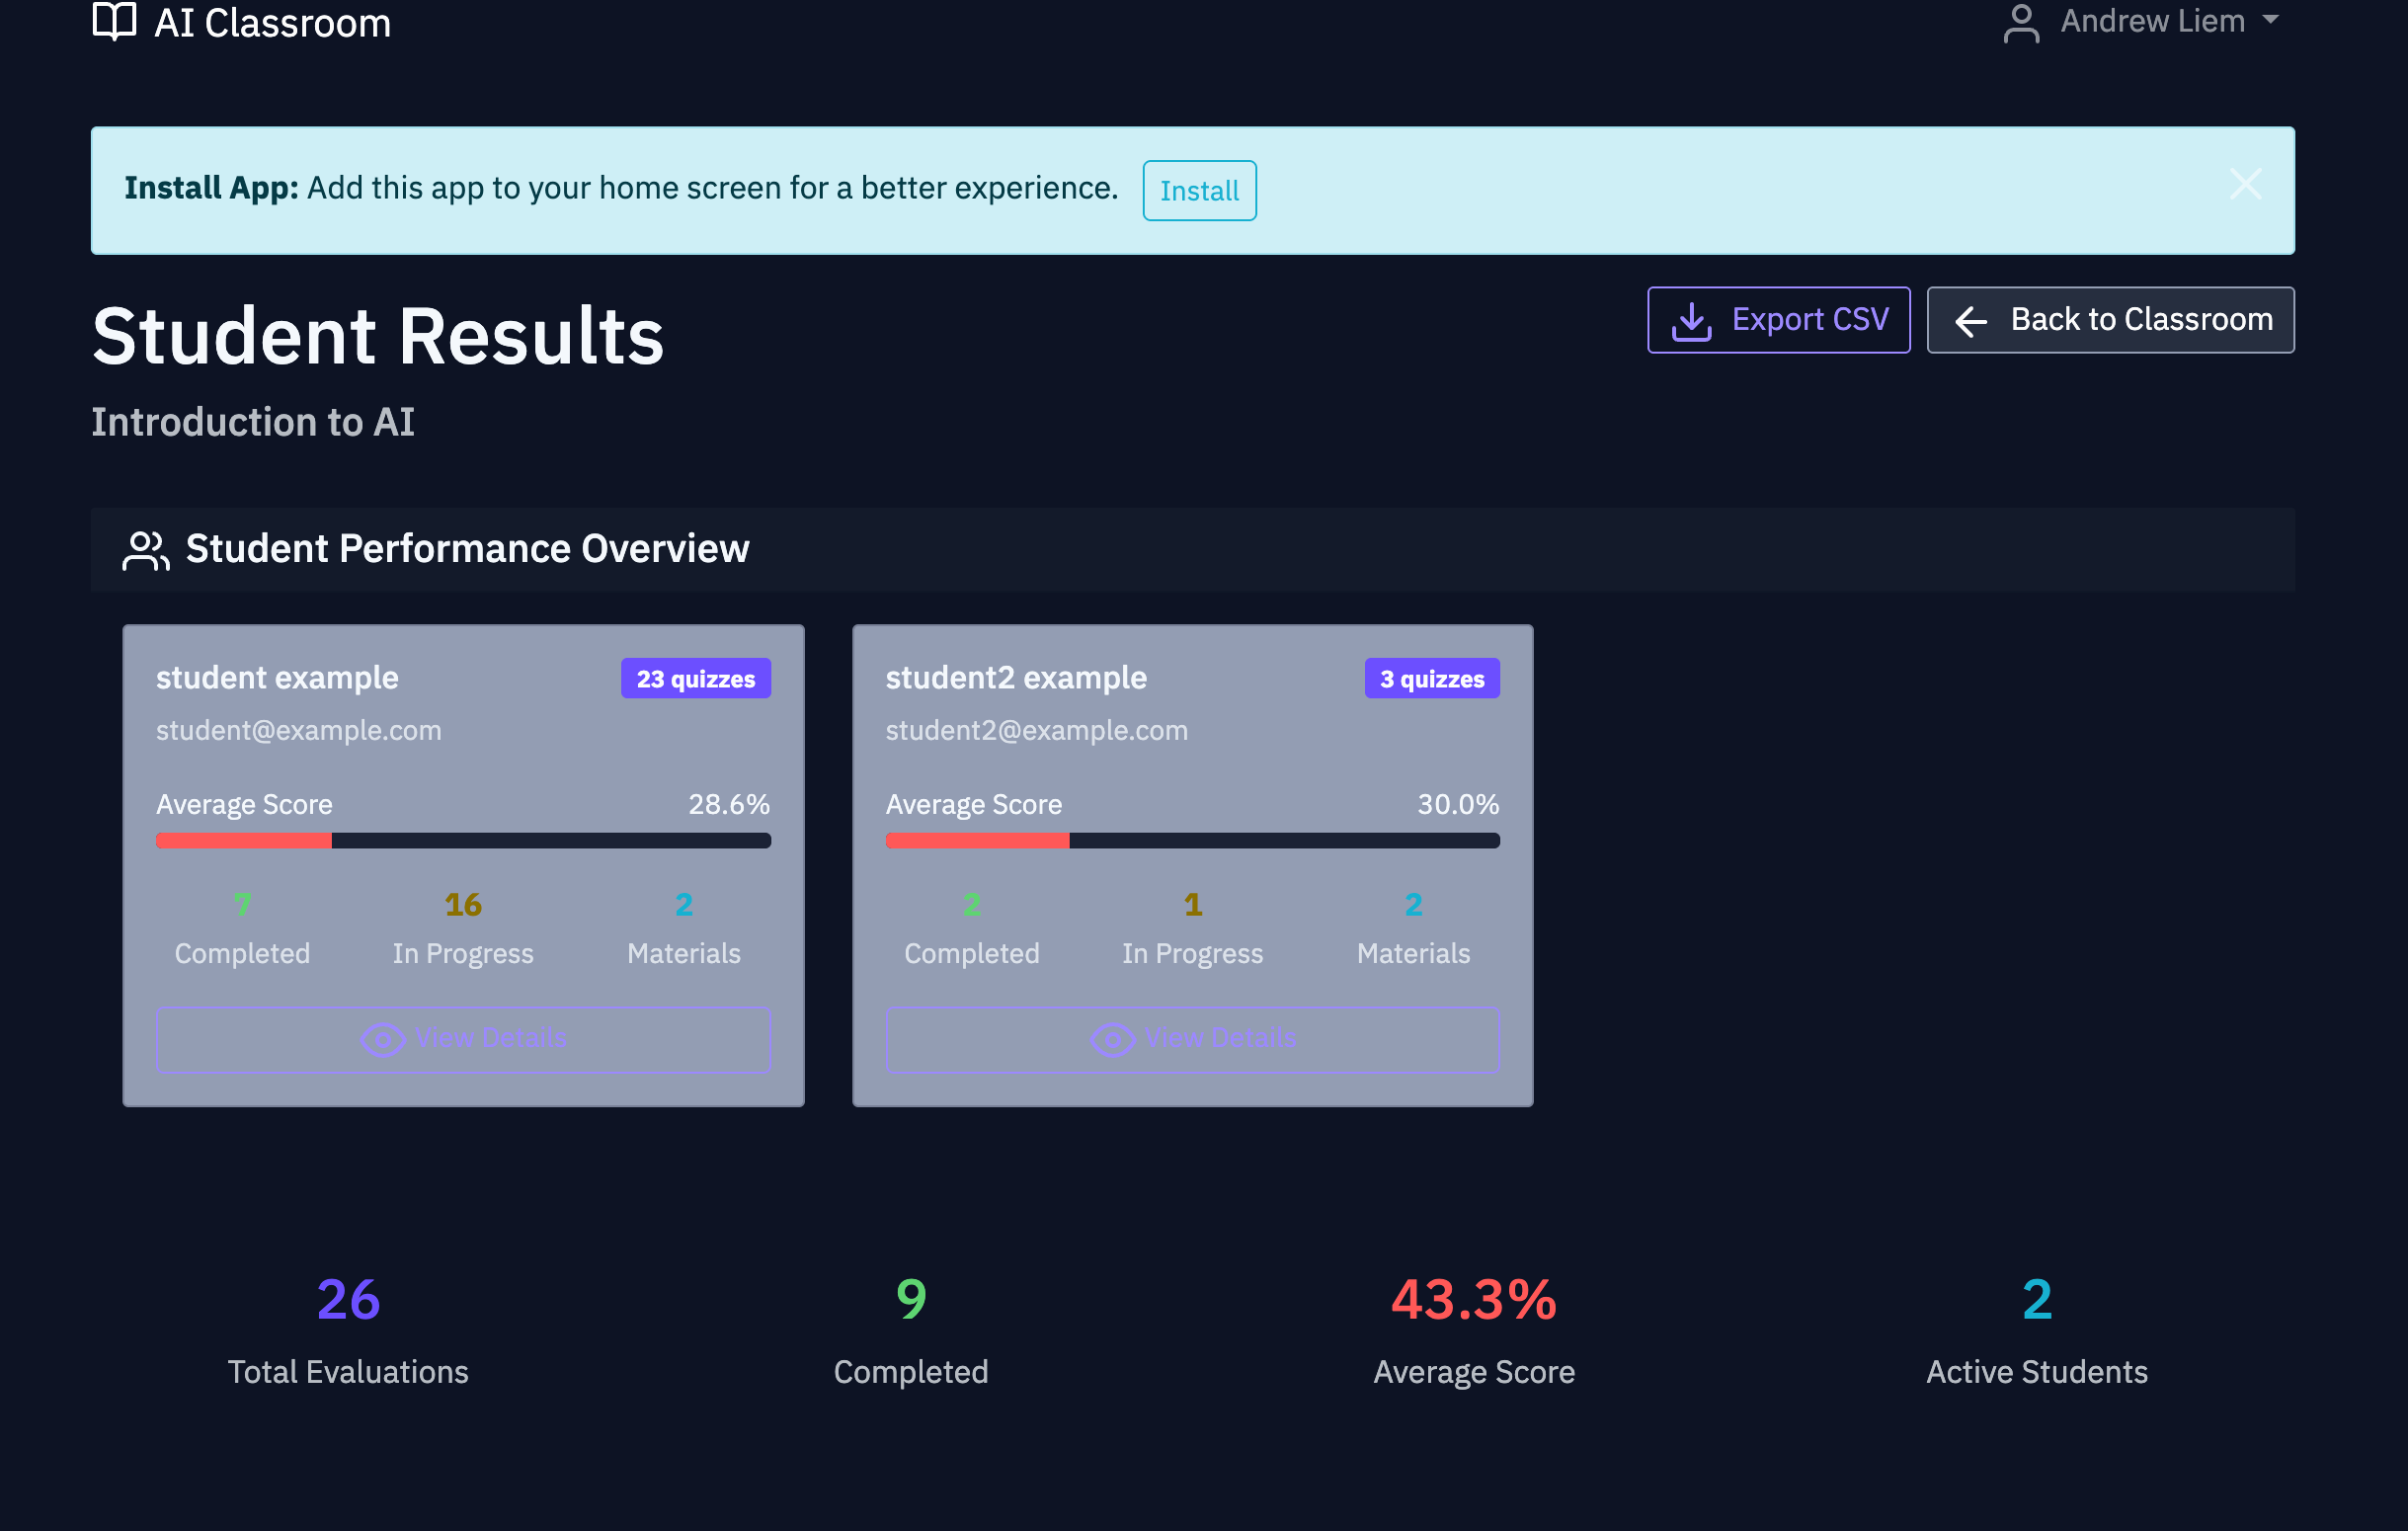 AI Classroom
Andrew Liem
Install App: Add this app to your home screen for a better experience. Install
Student Results
Export CSV
Back to Classroom
Introduction to AI
Student Performance Overview
student example
23 quizzes
student@example.com
Average Score 28.6%
7 16 2
Completed In Progress Materials
View Details
student2 example
3 quizzes
student2@example.com
Average Score 30.0%
2 1 2
Completed In Progress Materials
View Details
26 9 43.3% 2
Total Evaluations Completed Average Score Active Students